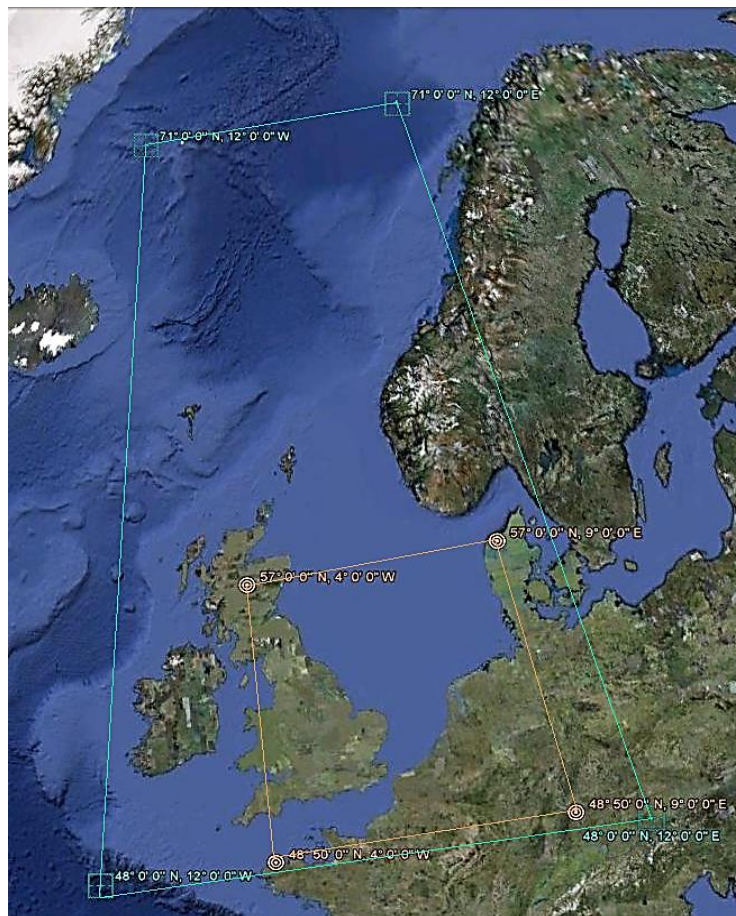 71° 0' 0" N, 12° 0' 0" E
71° 0' 0" N, 12° 0' 0" W
57° 0' 0" N, 9° 0' 0" E
57° 0' 0" N, 4° 0' 0" W
48° 50' 0" N, 9° 0' 0" E
48° 0' 0" N, 12° 0' 0" E
48° 50' 0" N, 4° 0' 0" W
48° 0' 0" N, 12° 0' 0" W